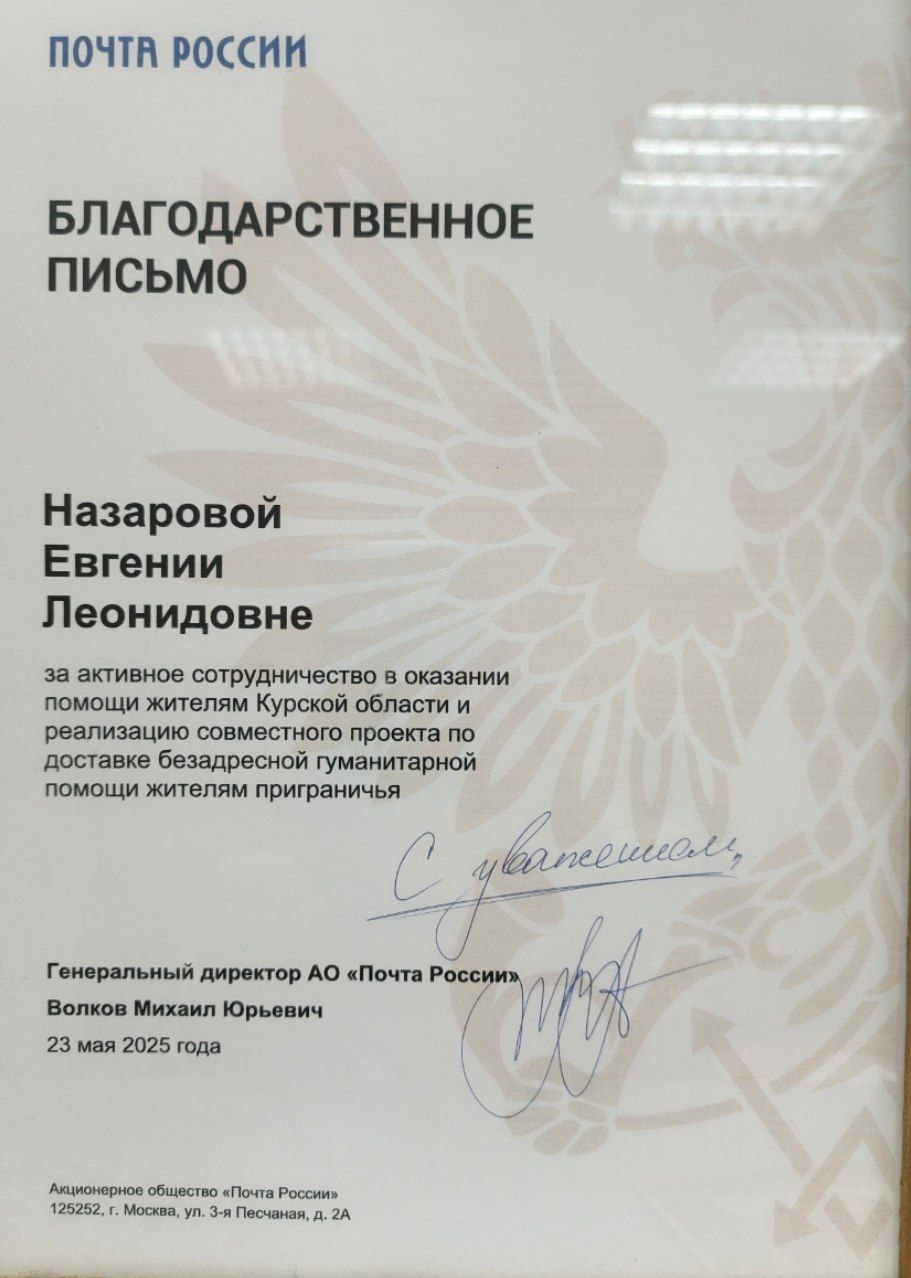 ПОЧТА РОССИИ
БЛАГОДАРСТВЕННОЕ
ПИСЬМО
Назаровой
Евгении
Леонидовне
за активное сотрудничество в оказании
помощи жителям Курской области и
реализацию совместного проекта по
доставке безадресной гуманитарной
помощи жителям приграничья
С уважением,
Генеральный директор АО «Почта России»
Волков Михаил Юрьевич
23 мая 2025 года
Акционерное общество «Почта России»
125252, г. Москва, ул. 3-я Песчаная, д. 2А